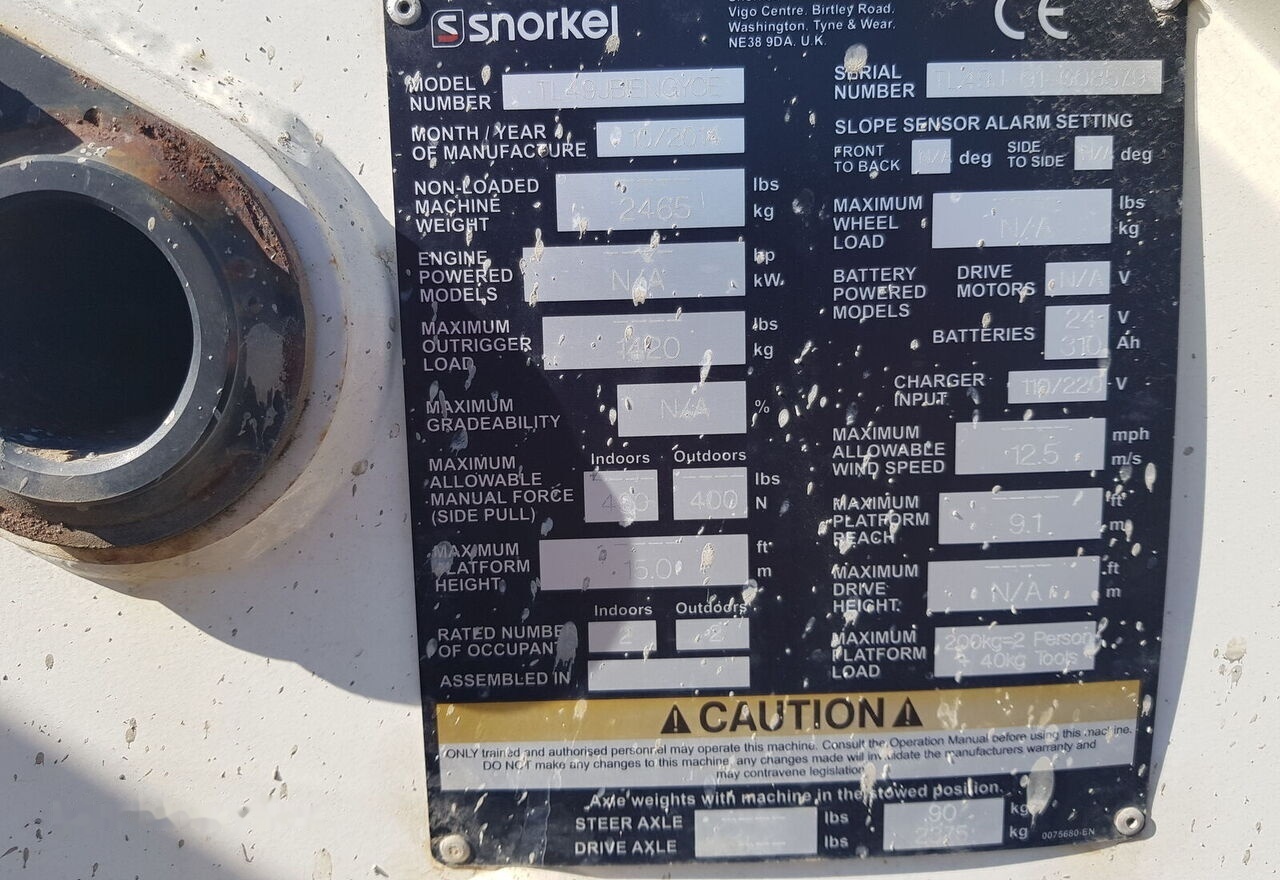 snorkel
Vigo Centre, Birtley Road,
Washington, Tyne & Wear.
NE38 9DA. U.K.
CE
MODEL
NUMBER
MONTH / YEAR
OF MANUFACTURE
10/2014
NON-LOADED
MACHINE
WEIGHT
2465
lbs
kg
ENGINE
POWERED
MODELS
N/A
hp
kW
MAXIMUM
OUTRIGGER
LOAD
1420
lbs
kg
MAXIMUM
GRADEABILITY
N/A
%
Indoors Outdoors
MAXIMUM
ALLOWABLE
MANUAL FORCE
(SIDE PULL)
400 400
lbs
N
MAXIMUM
PLATFORM
HEIGHT
15.0
ft
m
Indoors Outdoors
RATED NUMBER
OF OCCUPANT
2 2
ASSEMBLED IN
SERIAL
NUMBER
SLOPE SENSOR ALARM SETTING
FRONT
TO BACK
N/A deg
SIDE
TO SIDE
N/A deg
MAXIMUM
WHEEL
LOAD
N/A
lbs
kg
BATTERY
POWERED
MODELS
DRIVE
MOTORS
N/A V
BATTERIES
24 V
310 Ah
CHARGER
INPUT
110/220 V
MAXIMUM
ALLOWABLE
WIND SPEED
12.5
mph
m/s
MAXIMUM
PLATFORM
REACH
9.1
ft
m
MAXIMUM
DRIVE
HEIGHT
N/A
ft
m
MAXIMUM
PLATFORM
LOAD
200kg=2 Person
+ 40kg Tools
CAUTION
ONLY trained and authorised personnel may operate this machine. Consult the Operation Manual before using this machine.
DO NOT make any changes to this machine, any changes made will invalidate the manufacturers warranty and
may contravene legislation
Axle weights with machine in the stowed position.
STEER AXLE lbs 90 kg
DRIVE AXLE lbs 2375 kg
0075680-EN